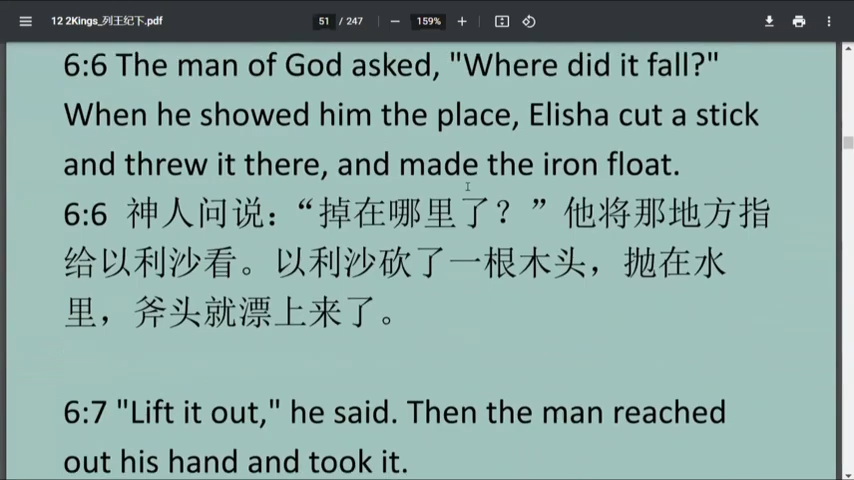 12 2Kings_列王纪下.pdf
51 / 247
159%
6:6 The man of God asked, "Where did it fall?"
When he showed him the place, Elisha cut a stick
and threw it there, and made the iron float.
6:6 神人问说：“掉在哪里了？”他将那地方指
给以利沙看。以利沙砍了一根木头，抛在水
里，斧头就漂上来了。
6:7 "Lift it out," he said. Then the man reached
out his hand and took it.